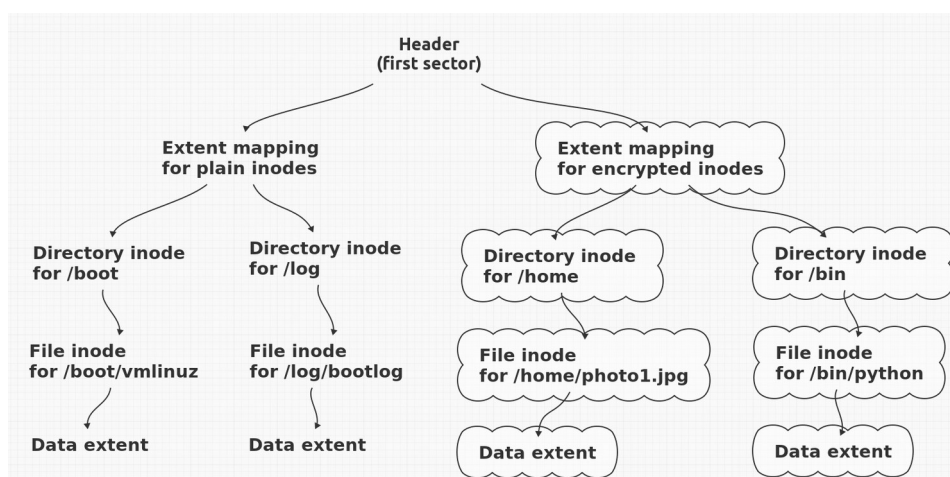 Header
(first sector)
Extent mapping
for plain inodes
Extent mapping
for encrypted inodes
Directory inode
for /boot
Directory inode
for /log
Directory inode
for /home
Directory inode
for /bin
File inode
for /boot/vmlinuz
File inode
for /log/bootlog
File inode
for /home/photo1.jpg
File inode
for /bin/python
Data extent
Data extent
Data extent
Data extent